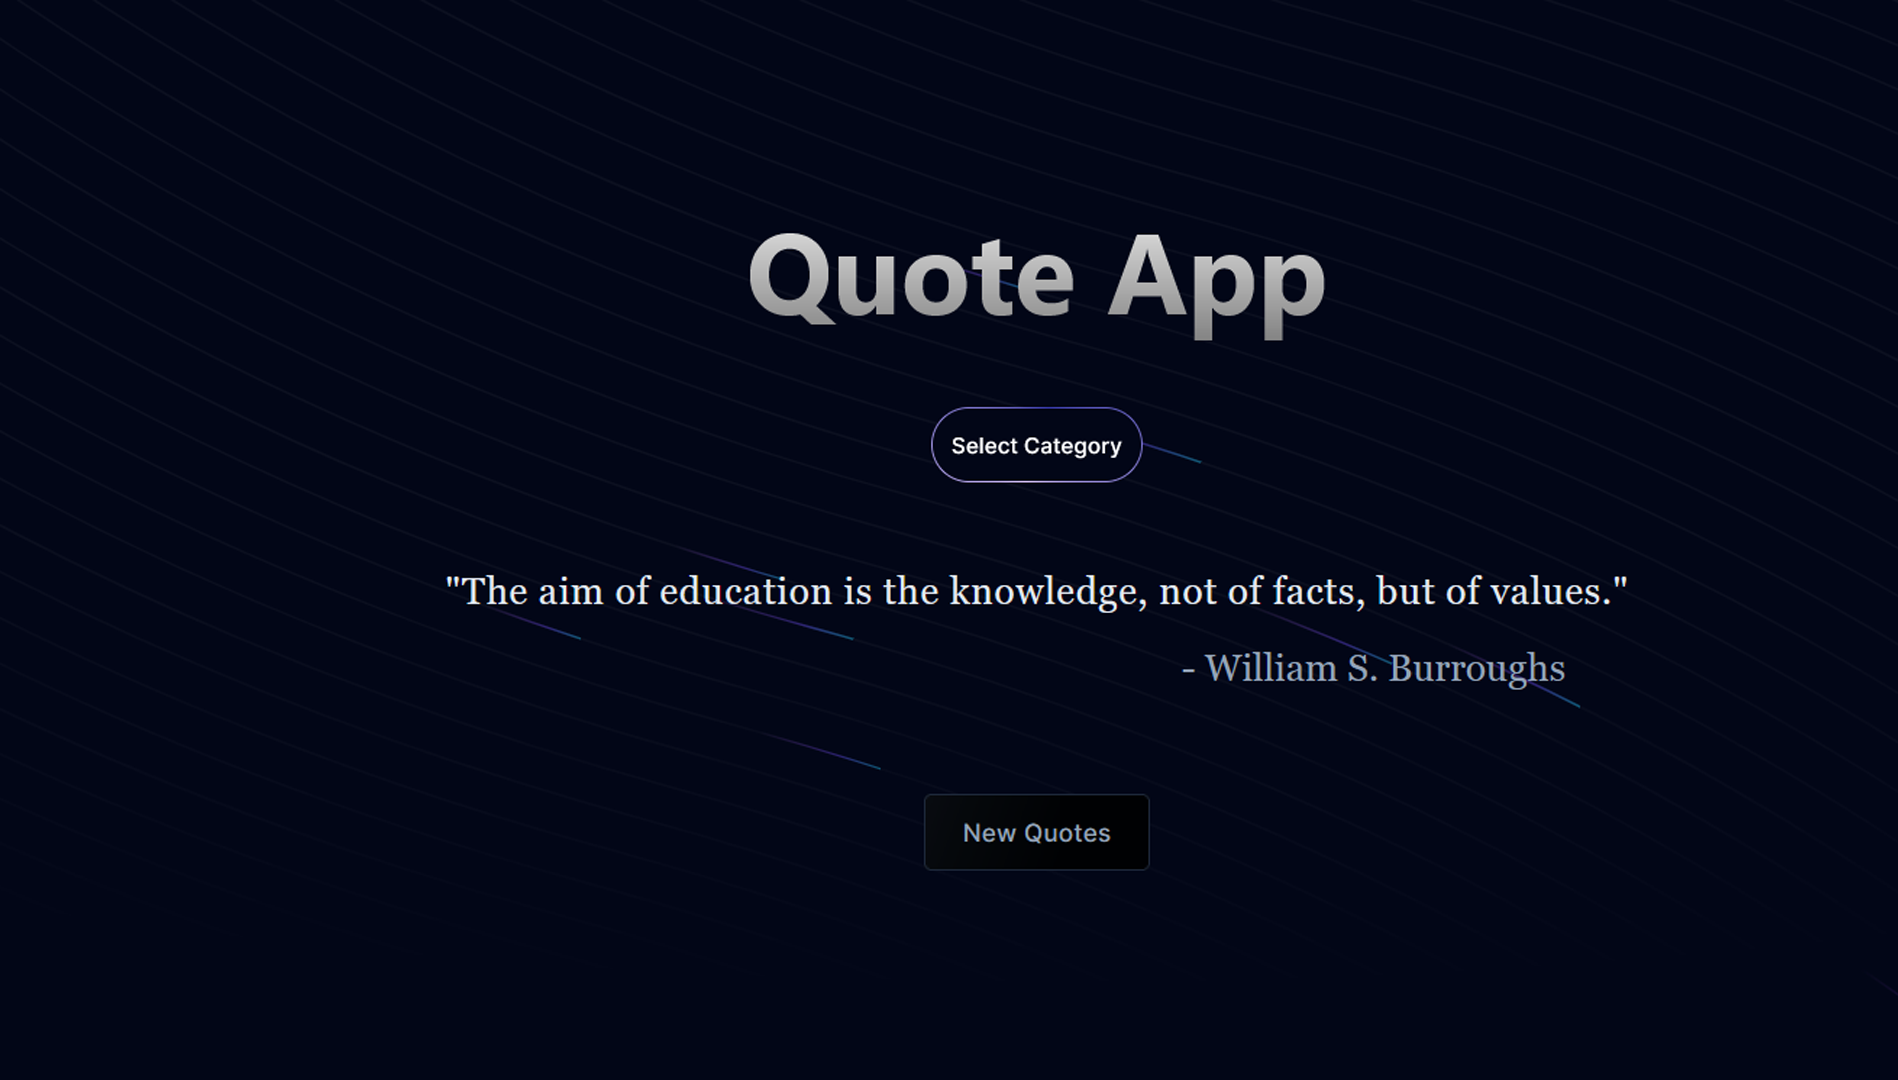 Quote App
Select Category
"The aim of education is the knowledge, not of facts, but of values."
- William S. Burroughs
New Quotes